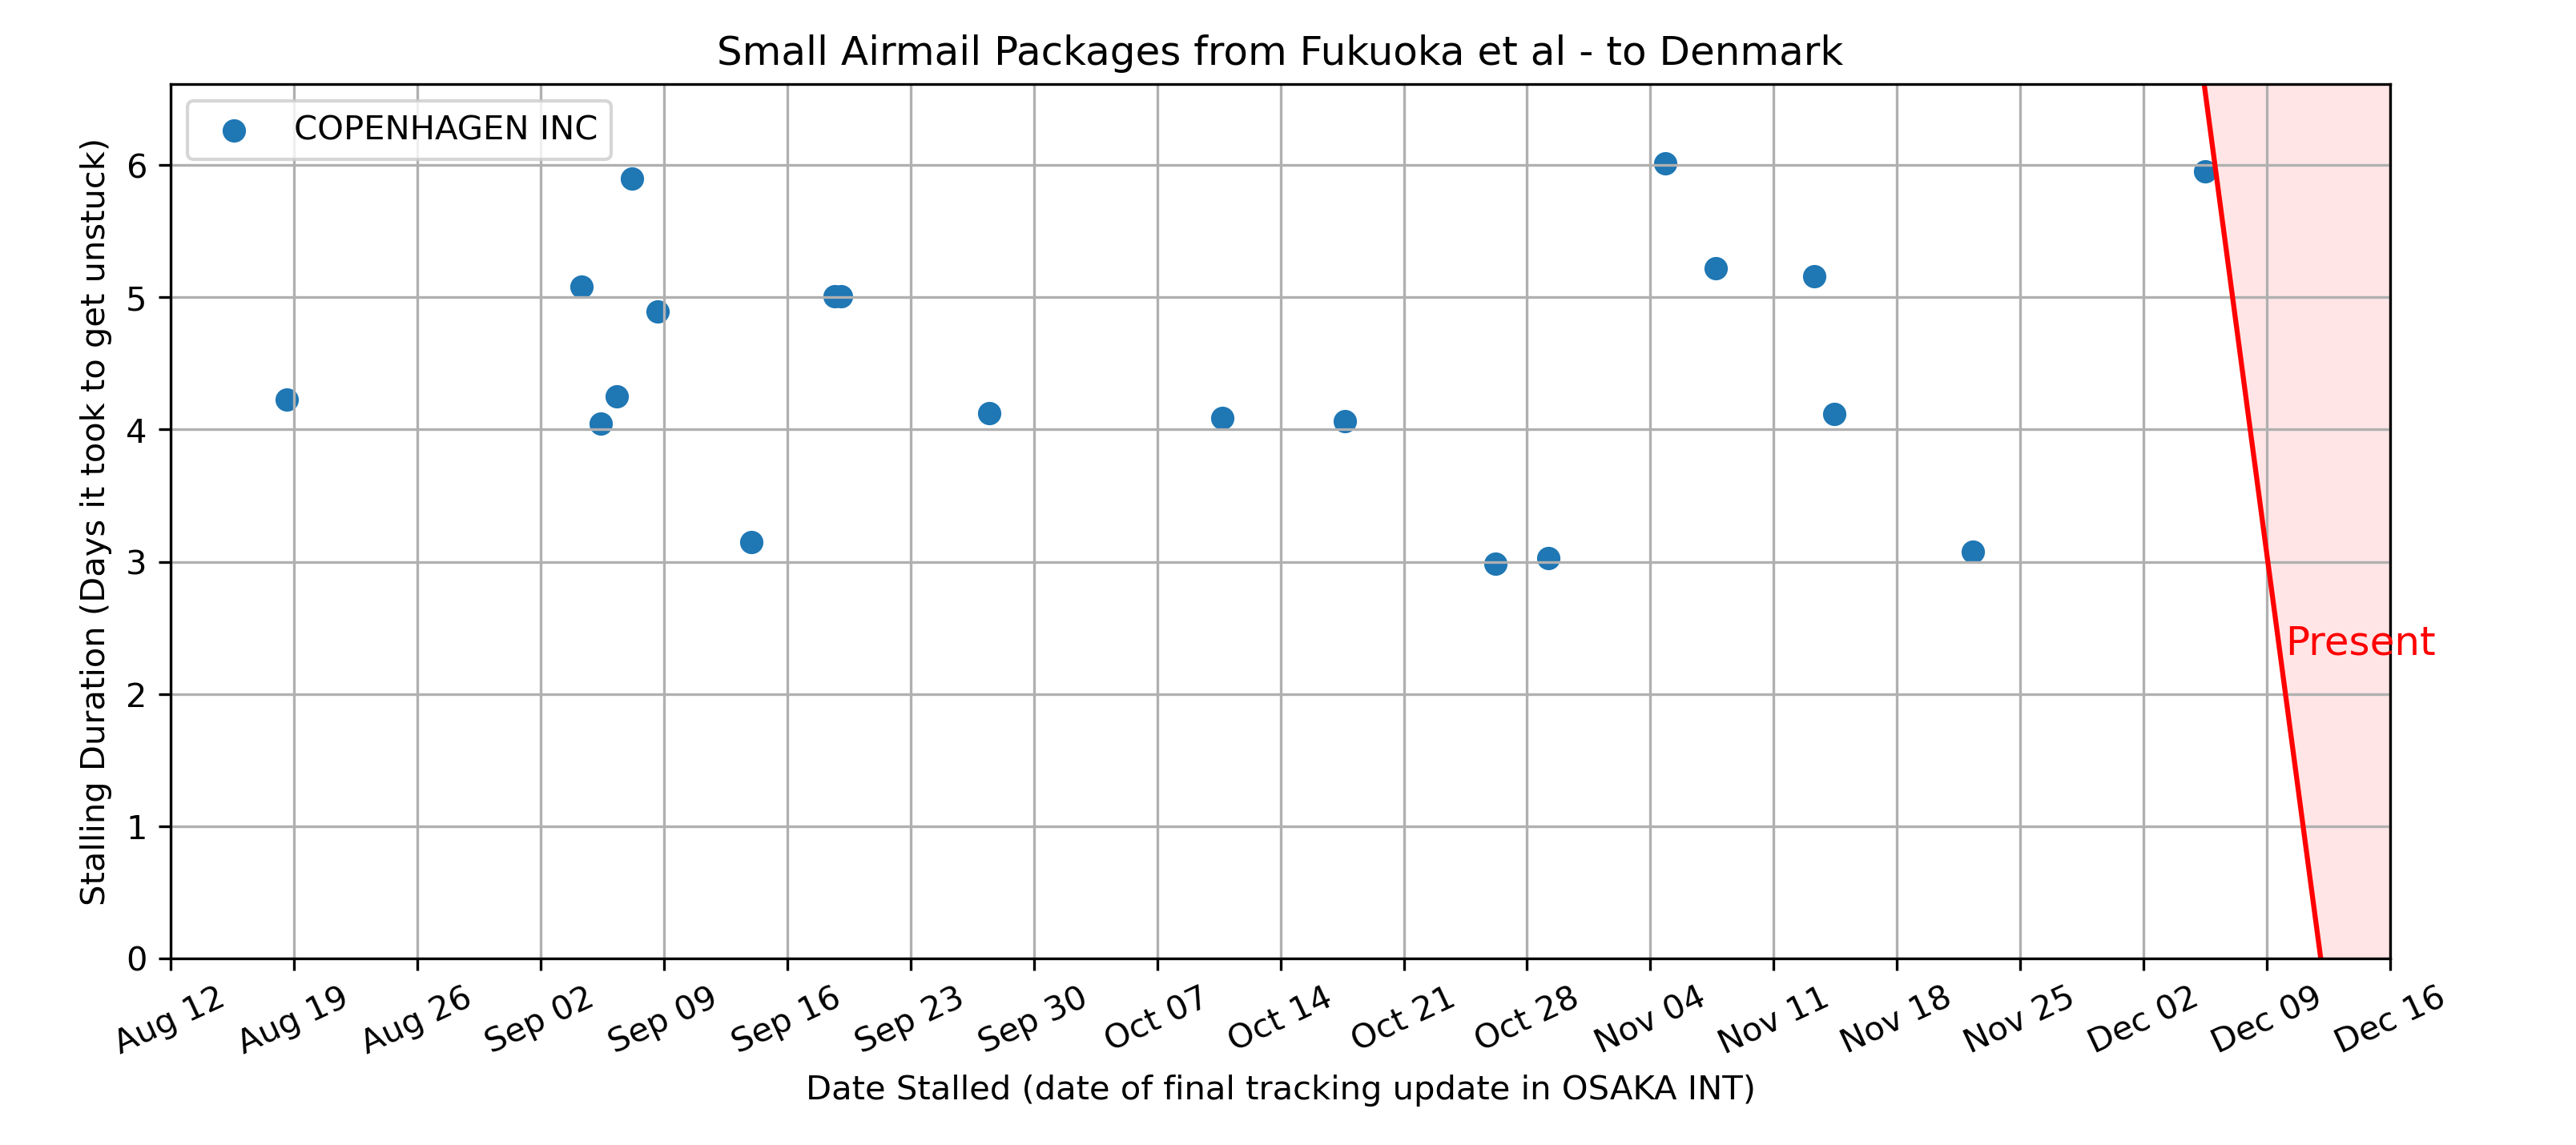 Small Airmail Packages from Fukuoka et al - to Denmark
COPENHAGEN INC
Stalling Duration (Days it took to get unstuck)
6
5
4
3
2
1
0
Present
Aug 12
Aug 19
Aug 26
Sep 02
Sep 09
Sep 16
Sep 23
Sep 30
Oct 07
Oct 14
Oct 21
Oct 28
Nov 04
Nov 11
Nov 18
Nov 25
Dec 02
Dec 09
Dec 16
Date Stalled (date of final tracking update in OSAKA INT)